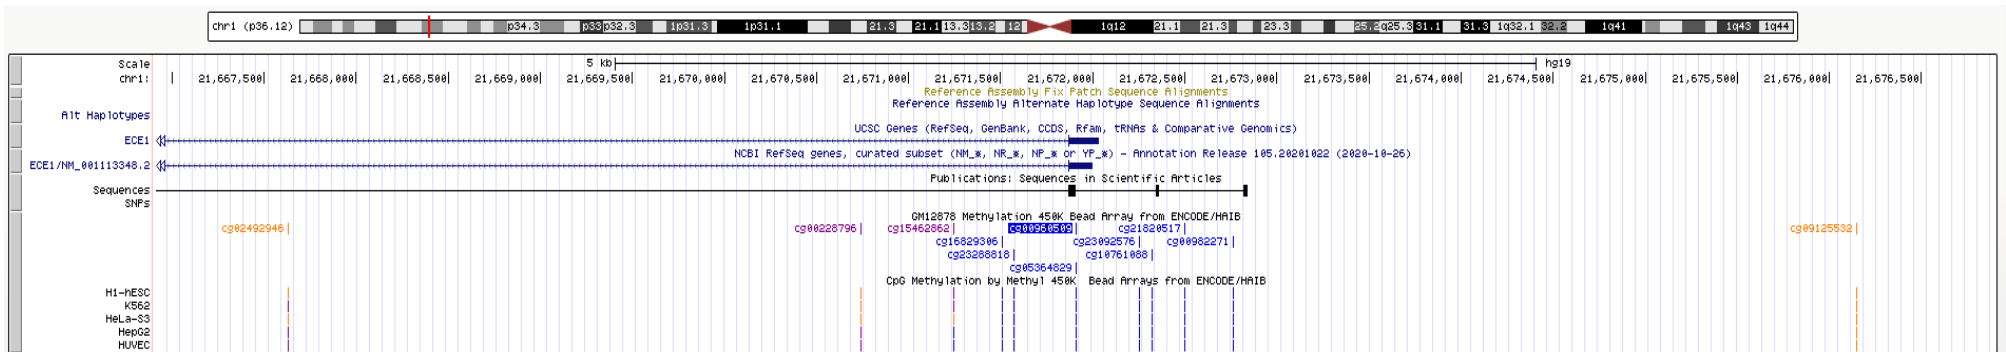 chr1 (p36.12) p34.3 p33 p32.3 1p31.3 1p31.1 21.3 21.1 13.3 13.2 12 1q12 21.1 21.3 23.3 25.2 q25.3 31.1 31.3 1q32.1 32.2 1q41 1q43 1q44
Scale 5 kb hg19
chr1: 21,667,500 21,668,000 21,668,500 21,669,000 21,669,500 21,670,000 21,670,500 21,671,000 21,671,500 21,672,000 21,672,500 21,673,000 21,673,500 21,674,000 21,674,500 21,675,000 21,675,500 21,676,000 21,676,500
Reference Assembly Fix Patch Sequence Alignments
Reference Assembly Alternate Haplotype Sequence Alignments
Alt Haplotypes
UCSC Genes (RefSeq, GenBank, CCDS, Rfam, tRNAs & Comparative Genomics)
ECE1
NCBI RefSeq genes, curated subset (NM_*, NR_*, NP_* or YP_*) - Annotation Release 105.20201022 (2020-10-26)
ECE1/NM_001113348.2
Publications: Sequences in Scientific Articles
Sequences
SNPs
GM12878 Methylation 450K Bead Array from ENCODE/HAIB
cg02492946 cg00228796 cg15462862 cg00960509 cg21820517 cg09125532
cg16829306 cg23092576 cg00982271
cg23288818 cg10761088
cg05364829
CpG Methylation by Methyl 450K Bead Arrays from ENCODE/HAIB
H1-hESC
K562
HeLa-S3
HepG2
HUVEC